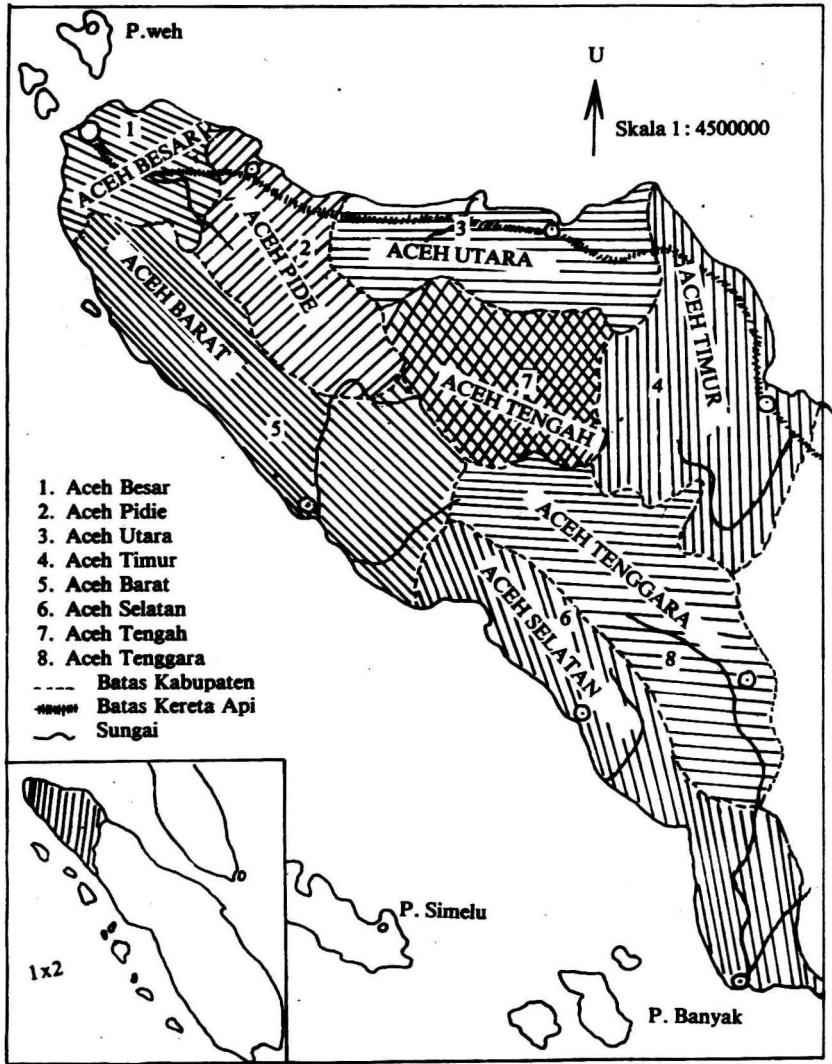 P.weh
U
Skala 1 : 4500000
1
ACEH BESAR
2
ACEH PIDE
3
ACEH UTARA
ACEH TIMUR
4
ACEH BARAT
5
7
ACEH TENGAH
ACEH TENGGARA
8
ACEH SELATAN
6
1. Aceh Besar
2. Aceh Pidie
3. Aceh Utara
4. Aceh Timur
5. Aceh Barat
6. Aceh Selatan
7. Aceh Tengah
8. Aceh Tenggara
Batas Kabupaten
Batas Kereta Api
Sungai
1x2
P. Simelu
P. Banyak